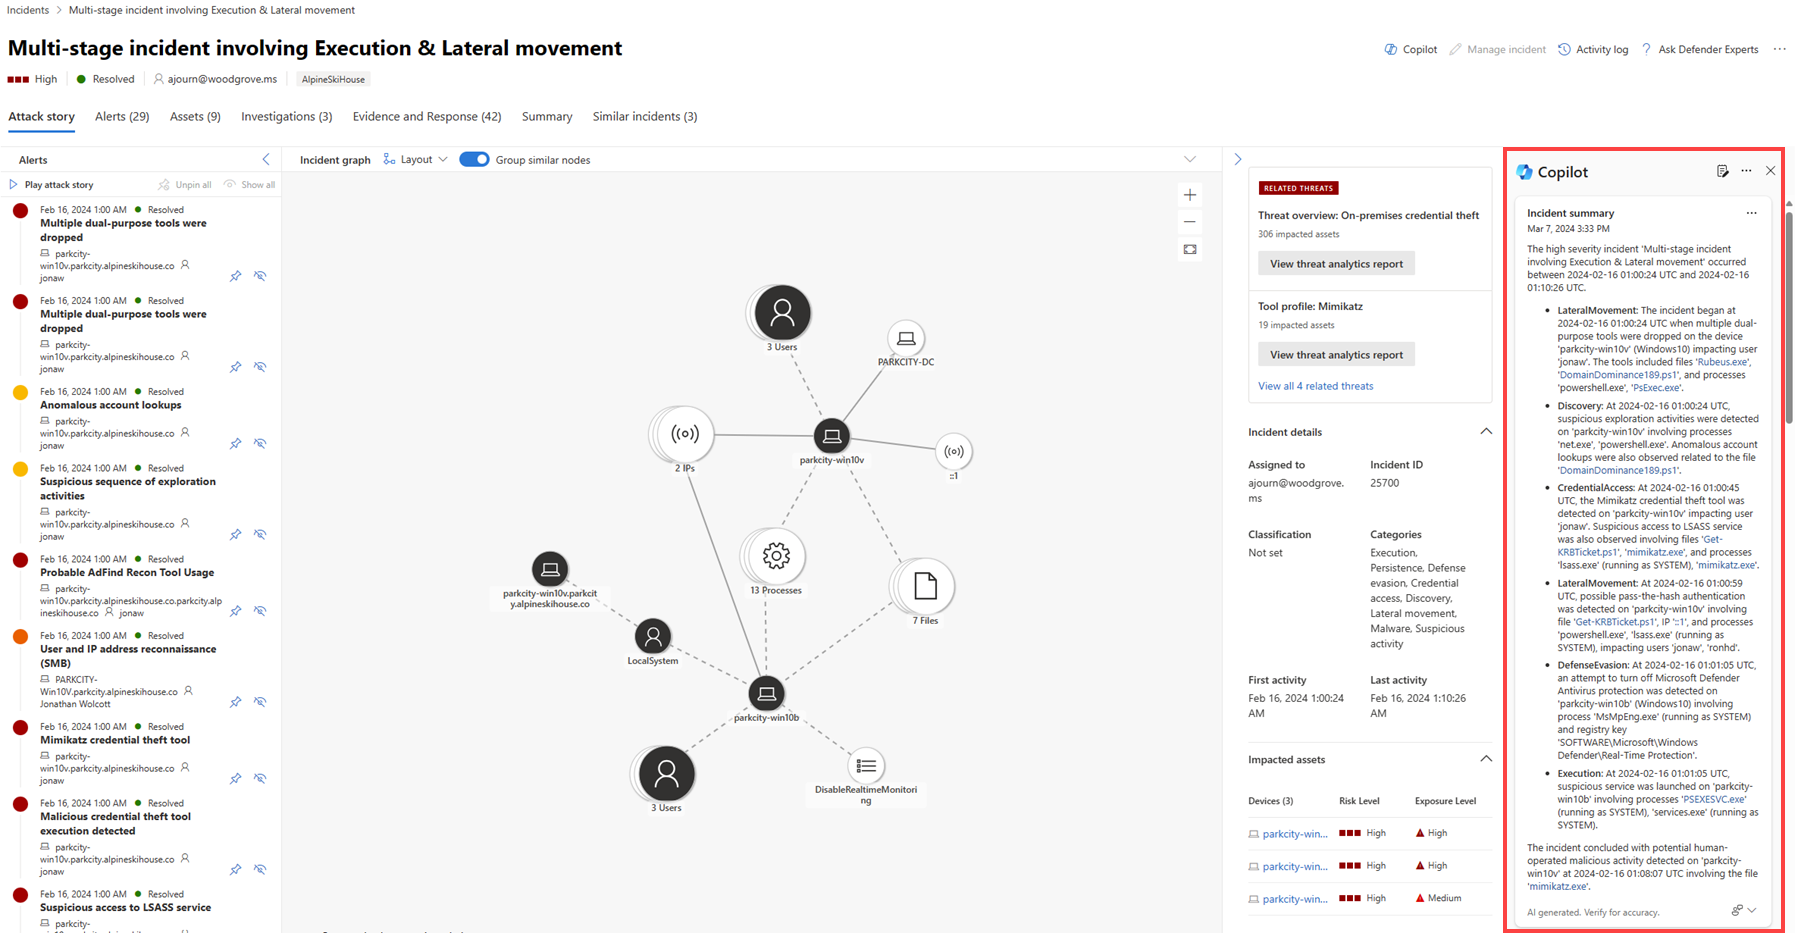 Incidents > Multi-stage incident involving Execution & Lateral movement
Multi-stage incident involving Execution & Lateral movement
Copilot
Manage incident
Activity log
? Ask Defender Experts
...
High
Resolved
ajourn@woodgrove.ms
AlpineSkiHouse
Attack story
Alerts (29)
Assets (9)
Investigations (3)
Evidence and Response (42)
Summary
Similar incidents (3)
Alerts
Play attack story
Unpin all
Show all
Feb 16, 2024 1:00 AM Resolved
Multiple dual-purpose tools were
dropped
parkcity-
win10v.parkcity.alpineskihouse.co
jonaw
Feb 16, 2024 1:00 AM Resolved
Multiple dual-purpose tools were
dropped
parkcity-
win10v.parkcity.alpineskihouse.co
jonaw
Feb 16, 2024 1:00 AM Resolved
Anomalous account lookups
parkcity-
win10v.parkcity.alpineskihouse.co
jonaw
Feb 16, 2024 1:00 AM Resolved
Suspicious sequence of exploration
activities
parkcity-
win10v.parkcity.alpineskihouse.co
jonaw
Feb 16, 2024 1:00 AM Resolved
Probable AdFind Recon Tool Usage
parkcity-
win10v.parkcity.alpineskihouse.co.parkcity.alp
ineskihouse.co jonaw
Feb 16, 2024 1:00 AM Resolved
User and IP address reconnaissance
(SMB)
PARKCITY-
Win10V.parkcity.alpineskihouse.co
Jonathan Wolcott
Feb 16, 2024 1:00 AM Resolved
Mimikatz credential theft tool
parkcity-
win10v.parkcity.alpineskihouse.co
jonaw
Feb 16, 2024 1:00 AM Resolved
Malicious credential theft tool
execution detected
parkcity-
win10v.parkcity.alpineskihouse.co
jonaw
Feb 16, 2024 1:00 AM Resolved
Suspicious access to LSASS service
parkcity-
Incident graph
Layout
Group similar nodes
3 Users
PARKCITY-DC
2 IPs
parkcity-win10v
::1
13 Processes
7 Files
parkcity-win10v.parkcit
y.alpineskihouse.co
LocalSystem
parkcity-win10b
3 Users
DisableRealtimeMonitori
ng
RELATED THREATS
Threat overview: On-premises credential theft
306 impacted assets
View threat analytics report
Tool profile: Mimikatz
19 impacted assets
View threat analytics report
View all 4 related threats
Incident details
Assigned to
ajourn@woodgrove.
ms
Incident ID
25700
Classification
Not set
Categories
Execution,
Persistence, Defense
evasion, Credential
access, Discovery,
Lateral movement,
Malware, Suspicious
activity
First activity
Feb 16, 2024 1:00:24
AM
Last activity
Feb 16, 2024 1:10:26
AM
Impacted assets
Devices (3) Risk Level Exposure Level
parkcity-win... High High
parkcity-win... High High
parkcity-win... High Medium
Copilot
...
Incident summary
...
Mar 7, 2024 3:33 PM
The high severity incident 'Multi-stage incident
involving Execution & Lateral movement' occurred
between 2024-02-16 01:00:24 UTC and 2024-02-16
01:10:26 UTC.
• LateralMovement: The incident began at
2024-02-16 01:00:24 UTC when multiple dual-
purpose tools were dropped on the device
'parkcity-win10v' (Windows10) impacting user
'jonaw'. The tools included files 'Rubeus.exe',
'DomainDominance189.ps1', and processes
'powershell.exe', 'PsExec.exe'.
• Discovery: At 2024-02-16 01:00:24 UTC,
suspicious exploration activities were detected
on 'parkcity-win10v' involving processes
'net.exe', 'powershell.exe'. Anomalous account
lookups were also observed related to the file
'DomainDominance189.ps1'.
• CredentialAccess: At 2024-02-16 01:00:45
UTC, the Mimikatz credential theft tool was
detected on 'parkcity-win10v' impacting user
'jonaw'. Suspicious access to LSASS service
was also observed involving files 'Get-
KRBTicket.ps1', 'mimikatz.exe', and processes
'lsass.exe' (running as SYSTEM), 'mimikatz.exe'.
• LateralMovement: At 2024-02-16 01:00:59
UTC, possible pass-the-hash authentication
was detected on 'parkcity-win10v' involving
file 'Get-KRBTicket.ps1', IP '::1', and processes
'powershell.exe', 'lsass.exe' (running as
SYSTEM), impacting users 'jonaw', 'ronhd'.
• DefenseEvasion: At 2024-02-16 01:01:05 UTC,
an attempt to turn off Microsoft Defender
Antivirus protection was detected on
'parkcity-win10b' (Windows10) involving
process 'MsMpEng.exe' (running as SYSTEM)
and registry key
'SOFTWARE\Microsoft\Windows
Defender\Real-Time Protection'.
• Execution: At 2024-02-16 01:01:05 UTC,
suspicious service was launched on 'parkcity-
win10b' involving processes 'PSEXESVC.exe'
(running as SYSTEM), 'services.exe' (running as
SYSTEM).
The incident concluded with potential human-
operated malicious activity detected on 'parkcity-
win10v' at 2024-02-16 01:08:07 UTC involving the file
'mimikatz.exe'.
AI generated. Verify for accuracy.